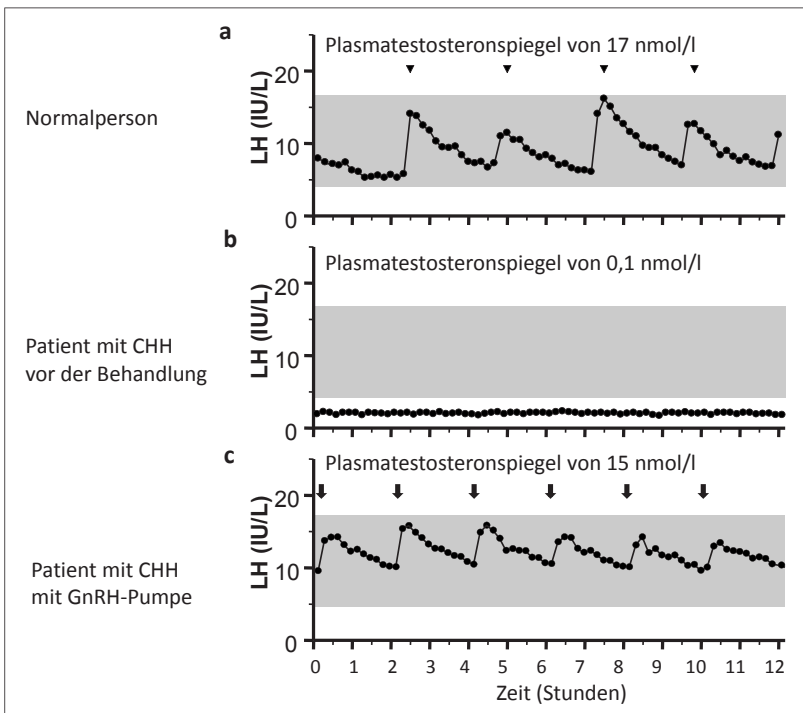 a
Plasmatestosteronspiegel von 17 nmol/l
Normalperson
LH (IU/L)
20
10
0
b
Plasmatestosteronspiegel von 0,1 nmol/l
Patient mit CHH
vor der Behandlung
LH (IU/L)
20
10
0
c
Plasmatestosteronspiegel von 15 nmol/l
Patient mit CHH
mit GnRH-Pumpe
LH (IU/L)
20
10
0
0 1 2 3 4 5 6 7 8 9 10 11 12
Zeit (Stunden)